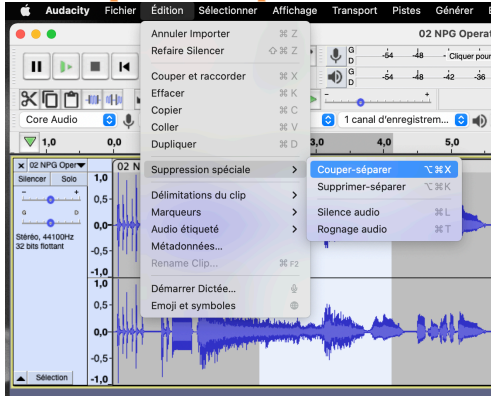 Audacity Fichier Édition Sélectionner Affichage Transport Pistes Générer
02 NPG Operat
Annuler Importer ⌘ Z
Refaire Silencer ⇧⌘ Z
Couper et raccorder ⌘ X
Effacer ⌘ K
Copier ⌘ C
Coller ⌘ V
Dupliquer ⌘ D
Suppression spéciale >
Délimitations du clip >
Marqueurs >
Audio étiqueté >
Métadonnées...
Rename Clip... ⌘ F2
Démarrer Dictée...
Emoji et symboles
Couper-séparer ⌥⌘X
Supprimer-séparer ⌥⌘K
Silence audio ⌘L
Rognage audio ⌘T
G
D
-54 -48 - Cliquer pour
G
D
-54 -48 -42 -36
- +
Core Audio
1 canal d'enregistrem...
1,0 0,0 3,0 4,0 5,0
× 02 NPG Oper
02 N
Silencer Solo
- +
G D
Stéréo, 44100Hz
32 bits flottant
1,0
0,5-
0,0-
-0,5-
-1,0
1,0
0,5-
0,0-
-0,5-
-1,0
Sélection